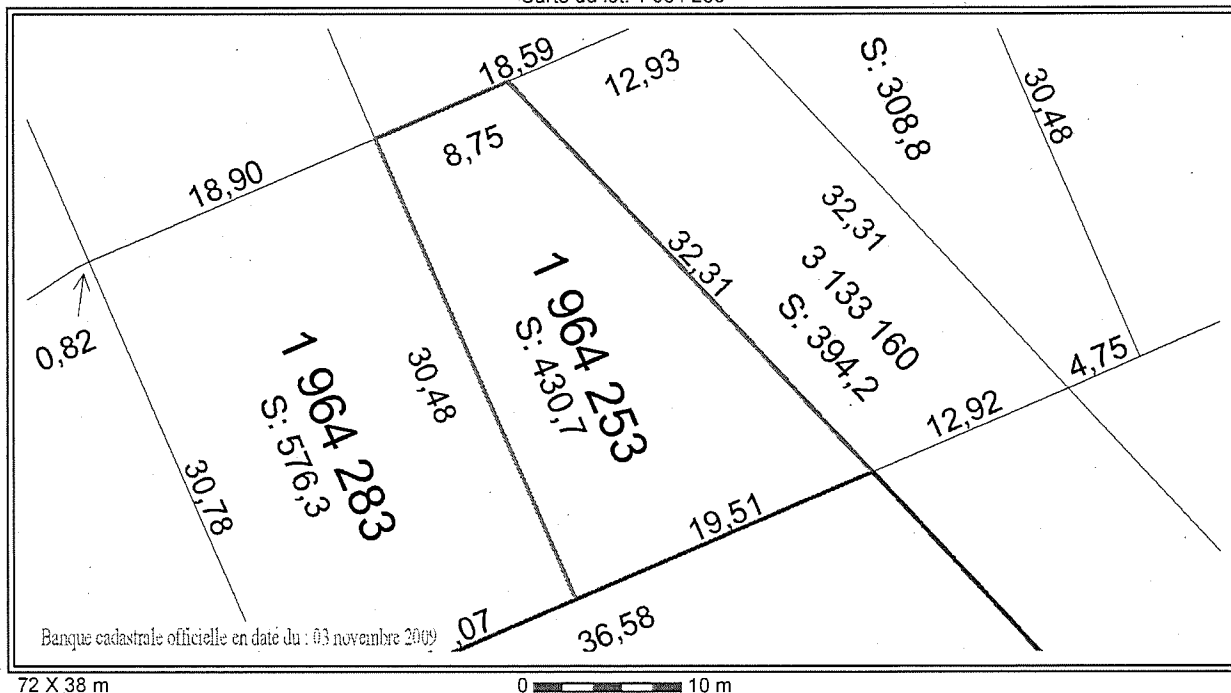 18,59
12,93
S: 308,8
30,48
8,75
18,90
32,31
32,31
3 133 160
S: 394,2
1 964 253
S: 430,7
0,82
1 964 283
S: 576,3
30,48
4,75
12,92
30,78
19,51
,07
36,58
Banque cadastrale officielle en date du : 03 novembre 2009
72 X 38 m
0
10 m